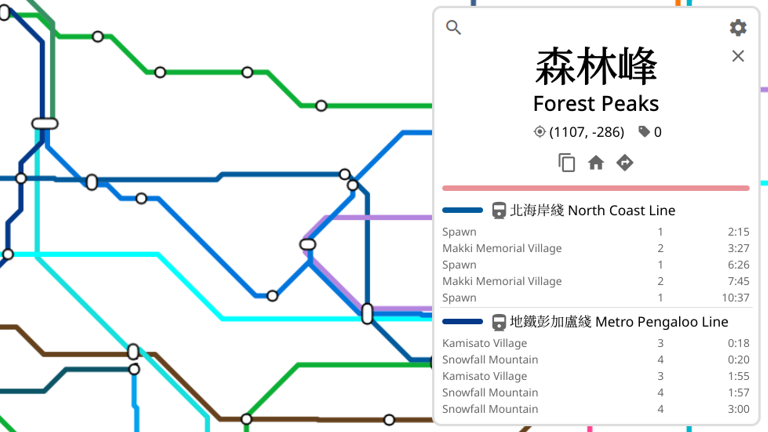 森林峰
Forest Peaks
(1107, -286) 0
北海岸綫 North Coast Line
Spawn 1 2:15
Makki Memorial Village 2 3:27
Spawn 1 6:26
Makki Memorial Village 2 7:45
Spawn 1 10:37
地鐵彭加盧綫 Metro Pengaloo Line
Kamisato Village 3 0:18
Snowfall Mountain 4 0:20
Kamisato Village 3 1:55
Snowfall Mountain 4 1:57
Snowfall Mountain 4 3:00